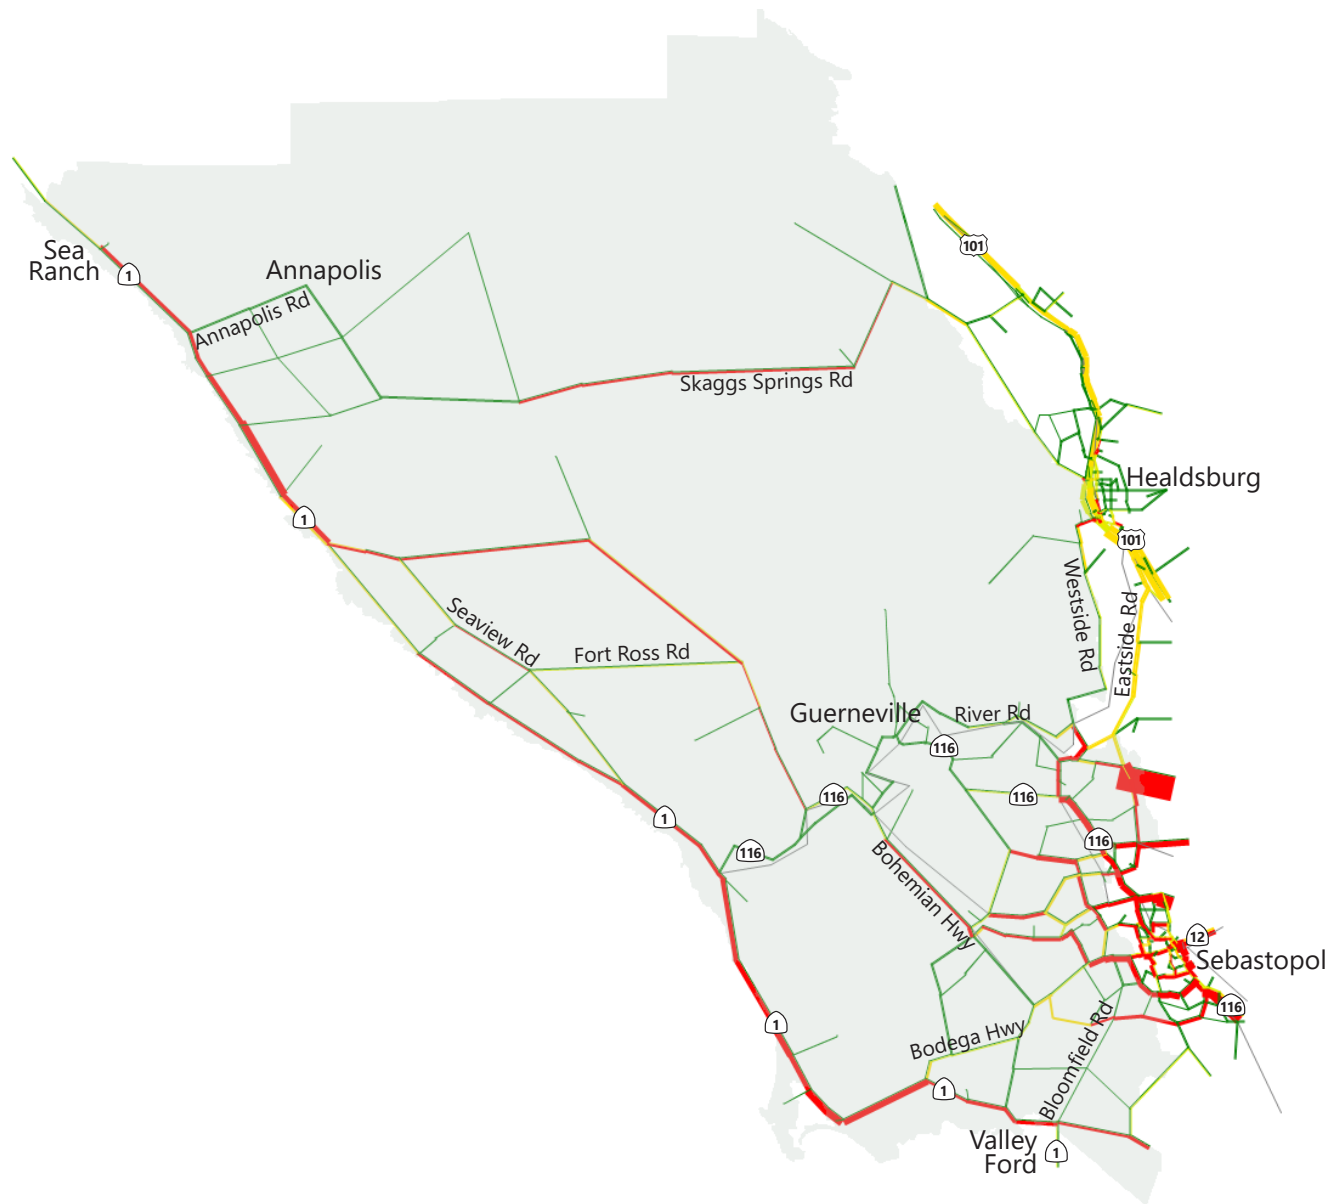 101
Sea
Ranch
1
Annapolis
Annapolis Rd
Skaggs Springs Rd
Healdsburg
1
101
Westside Rd
Eastside Rd
Seaview Rd
Fort Ross Rd
Guerneville
River Rd
116
116
116
1
116
116
Bohemian Hwy
12
Sebastopol
116
1
Bodega Hwy
Bloomfield Rd
1
Valley
Ford
1